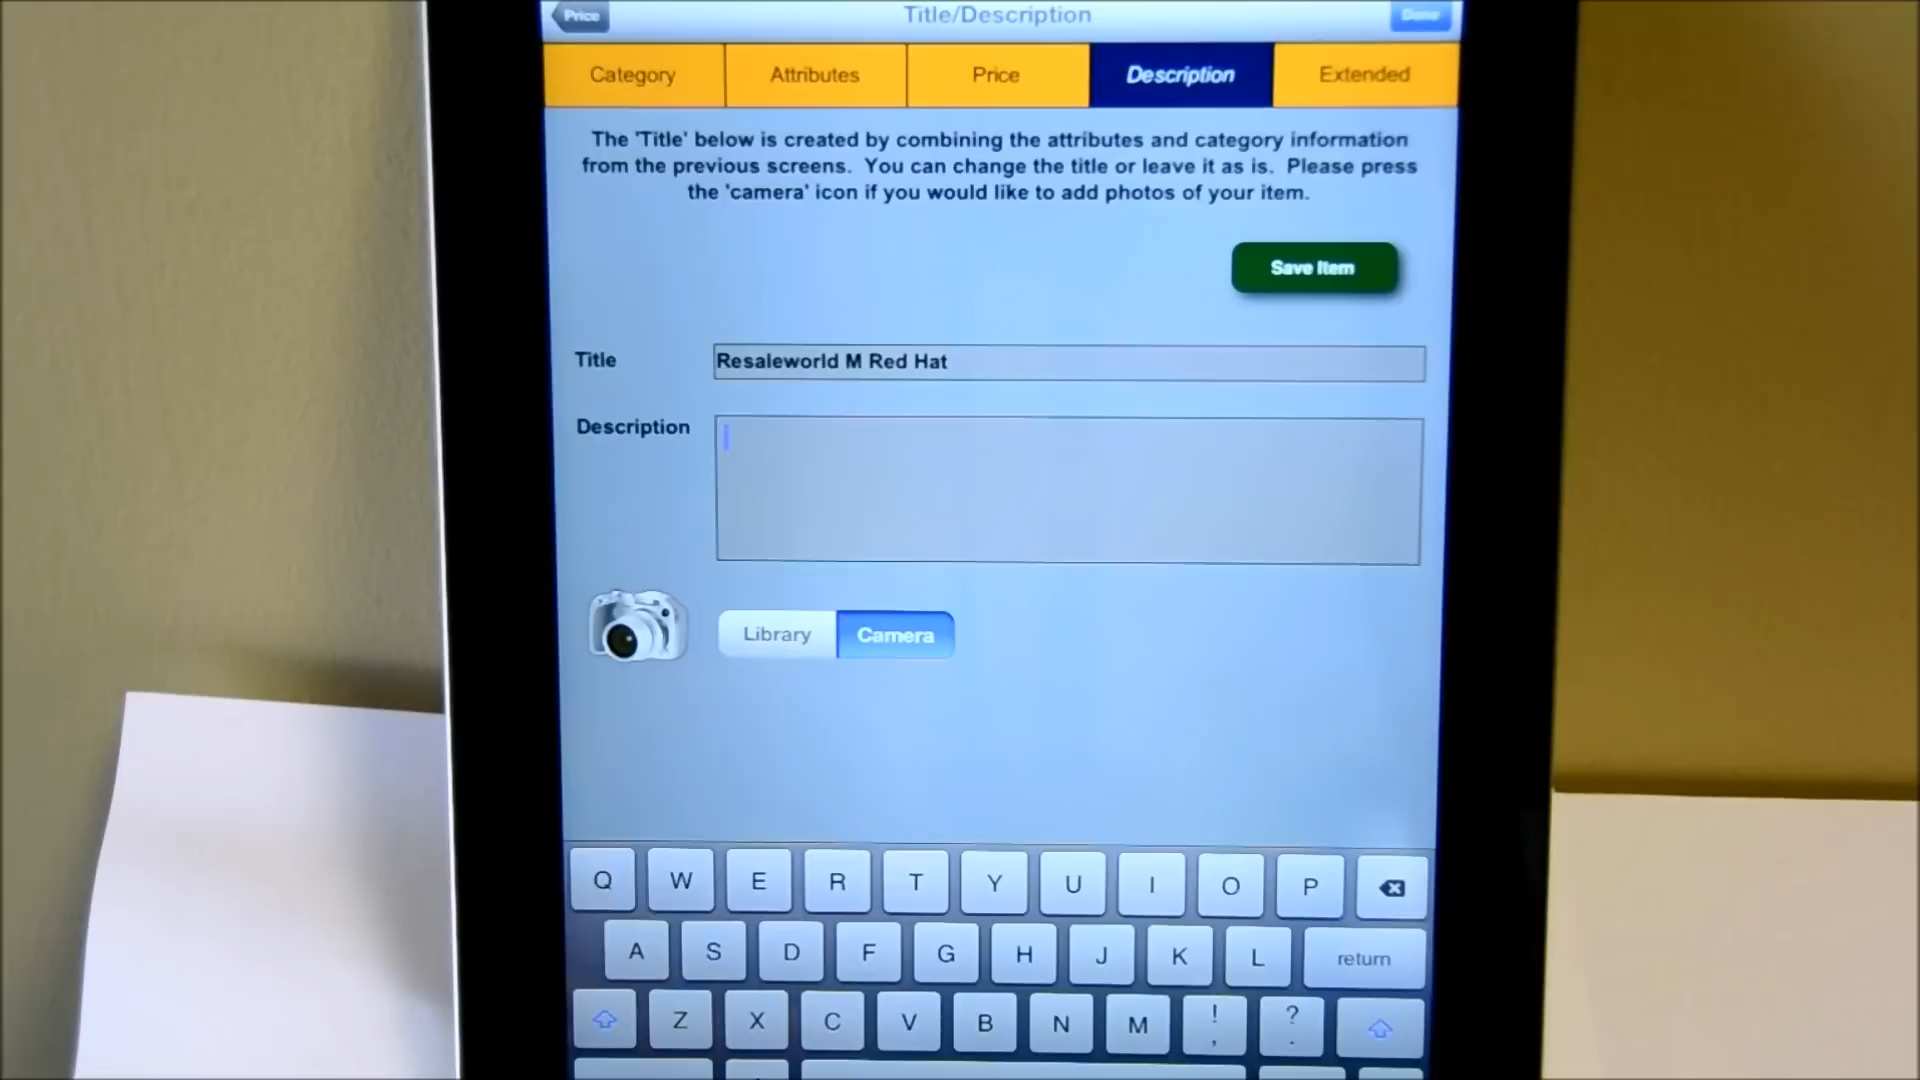 Price Title/Description Done
Category Attributes Price Description Extended
The 'Title' below is created by combining the attributes and category information
from the previous screens. You can change the title or leave it as is. Please press
the 'camera' icon if you would like to add photos of your item.
Save Item
Title Resaleworld M Red Hat
Description
Library Camera
Q W E R T Y U I O P
A S D F G H J K L return
Z X C V B N M ! , ? .